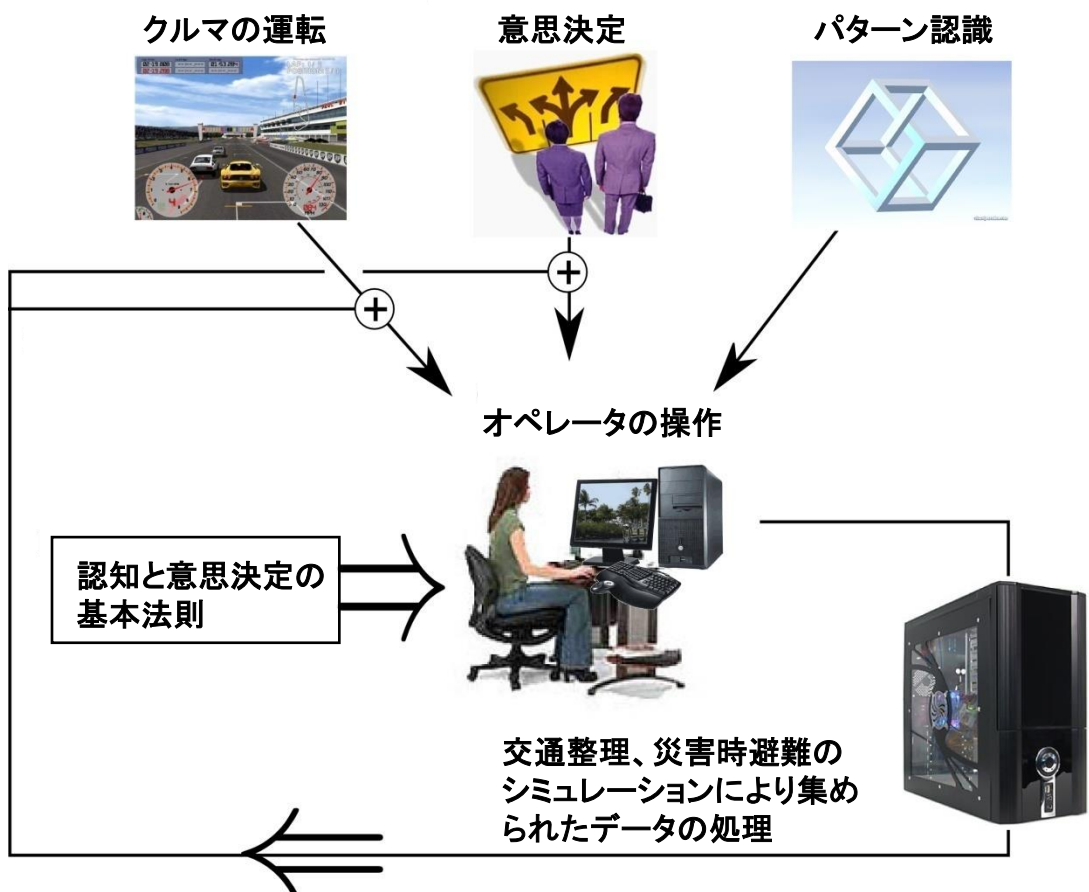 クルマの運転
意思決定
パターン認識
+
+
オペレータの操作
認知と意思決定の
基本法則
交通整理、災害時避難の
シミュレーションにより集め
られたデータの処理